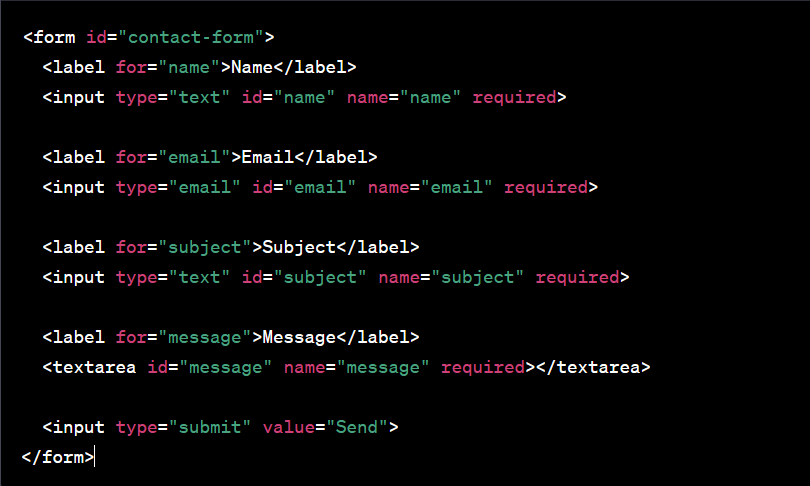 <form id="contact-form">
<label for="name">Name</label>
<input type="text" id="name" name="name" required>
<label for="email">Email</label>
<input type="email" id="email" name="email" required>
<label for="subject">Subject</label>
<input type="text" id="subject" name="subject" required>
<label for="message">Message</label>
<textarea id="message" name="message" required></textarea>
<input type="submit" value="Send">
</form>